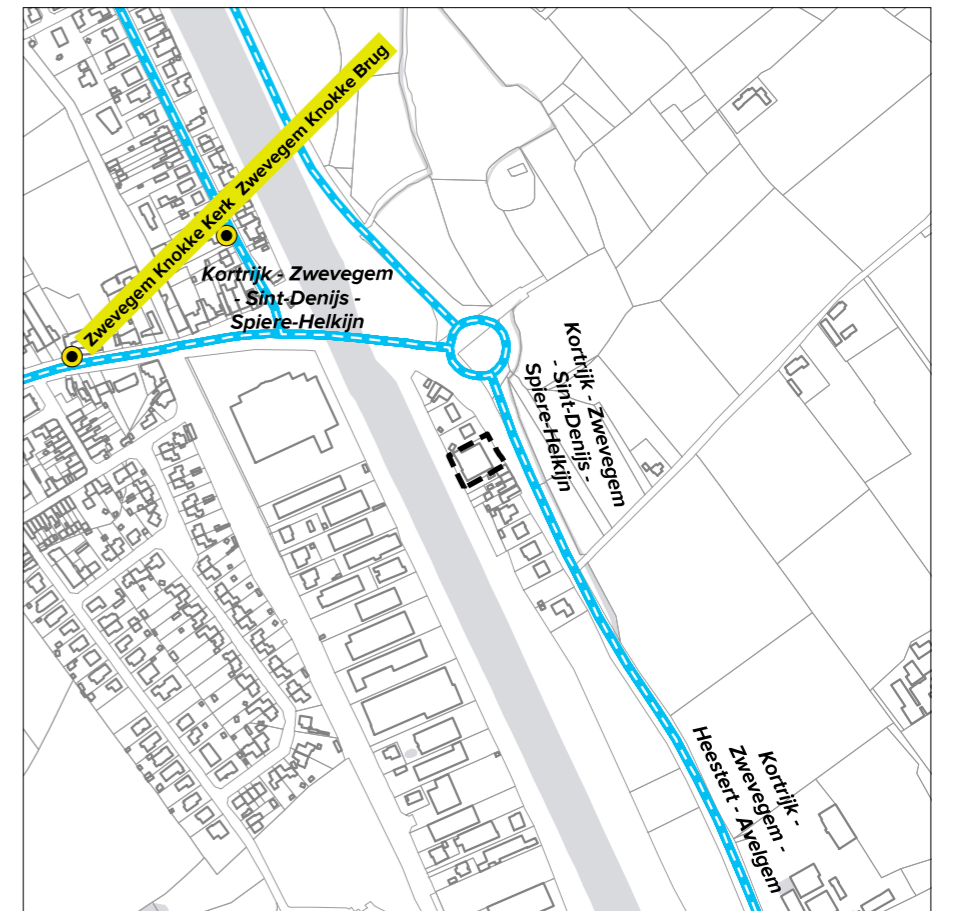 Zwevegem Knokke Kerk Zwevegem Knokke Brug
Kortrijk - Zwevegem
- Sint-Denijs -
Spiere-Helkijn
Kortrijk - Zwevegem
- Sint-Denijs -
Spiere-Helkijn
Kortrijk -
Zwevegem -
Heestert - Avelgem